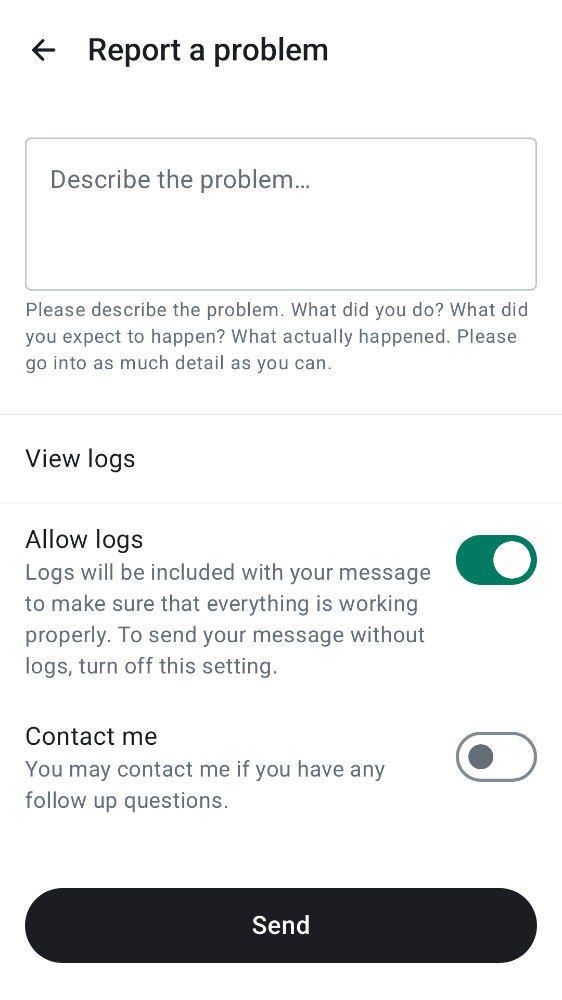 Report a problem
Describe the problem…
Please describe the problem. What did you do? What did
you expect to happen? What actually happened. Please
go into as much detail as you can.
View logs
Allow logs
Logs will be included with your message
to make sure that everything is working
properly. To send your message without
logs, turn off this setting.
Contact me
You may contact me if you have any
follow up questions.
Send